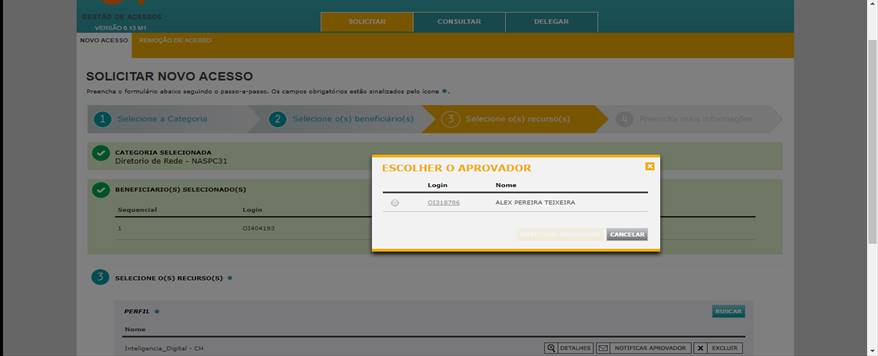 GESTÃO DE ACESSOS
VERSÃO 6.13 M1
SOLICITAR
CONSULTAR
DELEGAR
NOVO ACESSO
REMOÇÃO DE ACESSO
SOLICITAR NOVO ACESSO
Preencha o formulário abaixo seguindo o passo-a-passo. Os campos obrigatórios estão sinalizados pelo ícone .
1 Selecione a Categoria
2 Selecione o(s) beneficiário(s)
3 Selecione o(s) recurso(s)
4 Preencha mais informações
CATEGORIA SELECIONADA
Diretorio de Rede - NASPC31
BENEFICIARIO(S) SELECIONADO(S)
Sequencial Login
1 OI404193
ESCOLHER O APROVADOR
Login Nome
OI318786 ALEX PEREIRA TEIXEIRA
CANCELAR
3 SELECIONE O(S) RECURSO(S)
PERFIL
BUSCAR
Nome
Inteligencia_Digital - CH
DETALHES
NOTIFICAR APROVADOR
X EXCLUIR